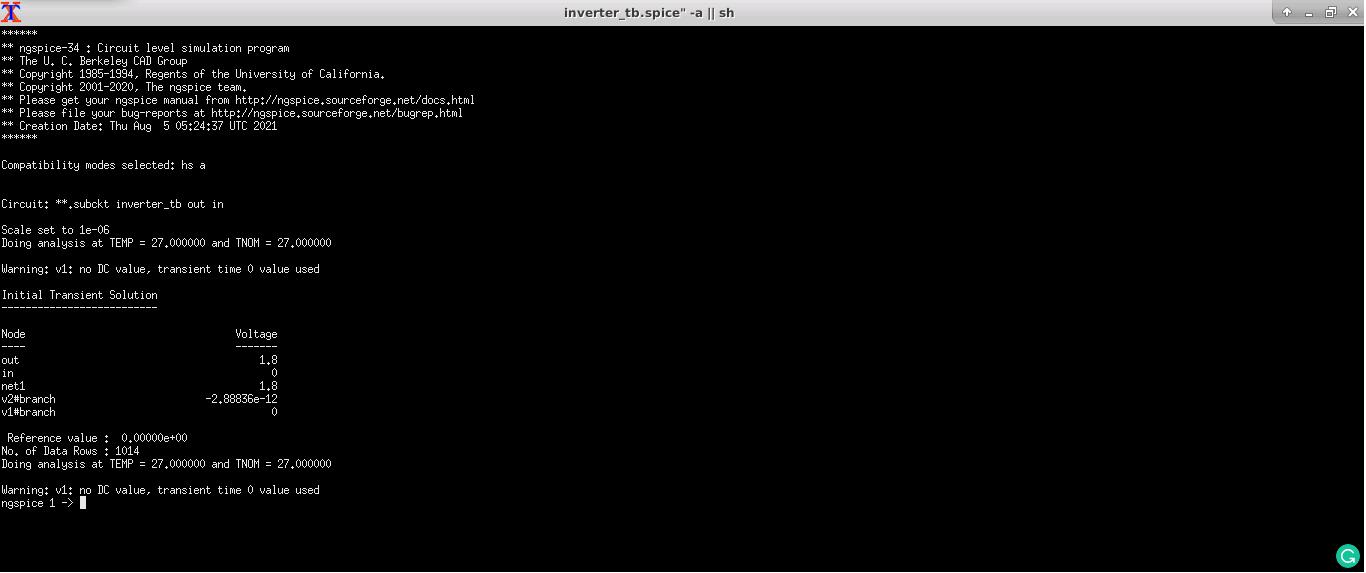 inverter_tb.spice" -a || sh
******
** ngspice-34 : Circuit level simulation program
** The U. C. Berkeley CAD Group
** Copyright 1985-1994, Regents of the University of California.
** Copyright 2001-2020, The ngspice team.
** Please get your ngspice manual from http://ngspice.sourceforge.net/docs.html
** Please file your bug-reports at http://ngspice.sourceforge.net/bugrep.html
** Creation Date: Thu Aug  5 05:24:37 UTC 2021
******
Compatibility modes selected: hs a
Circuit: **.subckt inverter_tb out in
Scale set to 1e-06
Doing analysis at TEMP = 27.000000 and TNOM = 27.000000
Warning: v1: no DC value, transient time 0 value used
Initial Transient Solution
--------------------------
Node                                   Voltage
----                                   -------
out                                        1.8
in                                           0
net1                                       1.8
v2#branch                         -2.88836e-12
v1#branch                                    0
Reference value :  0.00000e+00
No. of Data Rows : 1014
Doing analysis at TEMP = 27.000000 and TNOM = 27.000000
Warning: v1: no DC value, transient time 0 value used
ngspice 1 ->